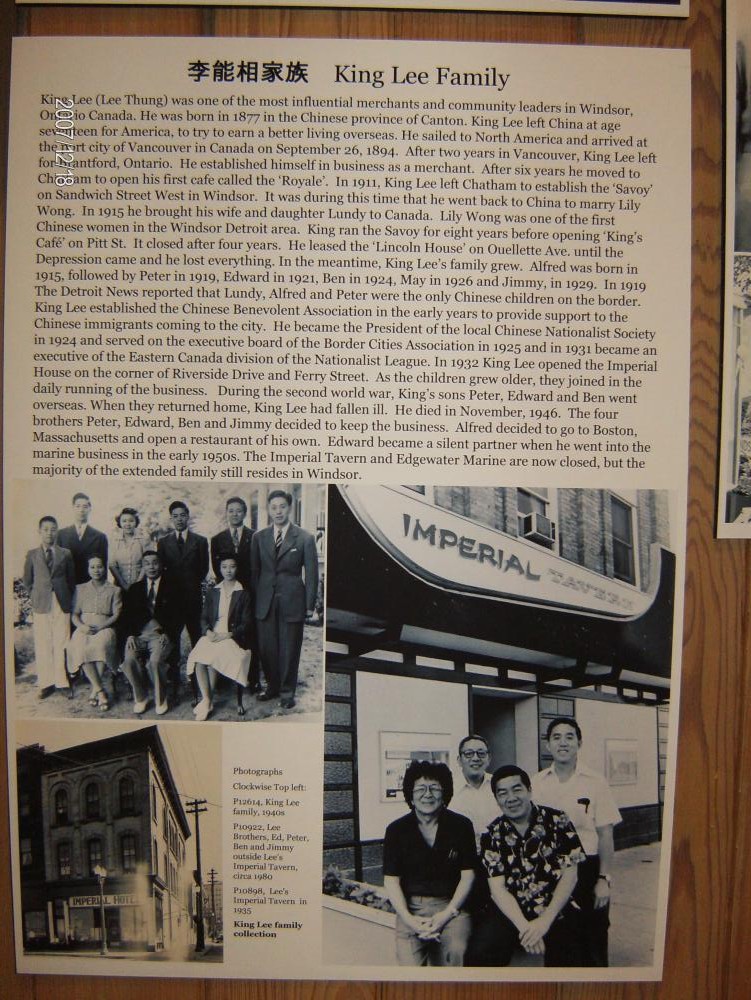 李能相家族 King Lee Family
King Lee (Lee Thung) was one of the most influential merchants and community leaders in Windsor,
Ontario Canada. He was born in 1877 in the Chinese province of Canton. King Lee left China at age
seventeen for America, to try to earn a better living overseas. He sailed to North America and arrived at
the port city of Vancouver in Canada on September 26, 1894. After two years in Vancouver, King Lee left
for Brantford, Ontario. He established himself in business as a merchant. After six years he moved to
Chatham to open his first cafe called the 'Royale'. In 1911, King Lee left Chatham to establish the 'Savoy'
on Sandwich Street West in Windsor. It was during this time that he went back to China to marry Lily
Wong. In 1915 he brought his wife and daughter Lundy to Canada. Lily Wong was one of the first
Chinese women in the Windsor Detroit area. King ran the Savoy for eight years before opening 'King's
Café' on Pitt St. It closed after four years. He leased the 'Lincoln House' on Ouellette Ave. until the
Depression came and he lost everything. In the meantime, King Lee's family grew. Alfred was born in
1915, followed by Peter in 1919, Edward in 1921, Ben in 1924, May in 1926 and Jimmy, in 1929. In 1919
The Detroit News reported that Lundy, Alfred and Peter were the only Chinese children on the border.
King Lee established the Chinese Benevolent Association in the early years to provide support to the
Chinese immigrants coming to the city. He became the President of the local Chinese Nationalist Society
in 1924 and served on the executive board of the Border Cities Association in 1925 and in 1931 became an
executive of the Eastern Canada division of the Nationalist League. In 1932 King Lee opened the Imperial
House on the corner of Riverside Drive and Ferry Street. As the children grew older, they joined in the
daily running of the business. During the second world war, King's sons Peter, Edward and Ben went
overseas. When they returned home, King Lee had fallen ill. He died in November, 1946. The four
brothers Peter, Edward, Ben and Jimmy decided to keep the business. Alfred decided to go to Boston,
Massachusetts and open a restaurant of his own. Edward became a silent partner when he went into the
marine business in the early 1950s. The Imperial Tavern and Edgewater Marine are now closed, but the
majority of the extended family still resides in Windsor.
2007/12/18
IMPERIAL TAVERN
IMPERIAL HOTEL
Photographs
Clockwise Top left:
P12614, King Lee
family, 1940s
P10922, Lee
Brothers, Ed, Peter,
Ben and Jimmy
outside Lee's
Imperial Tavern,
circa 1980
P10898, Lee's
Imperial Tavern in
1935
King Lee family
collection